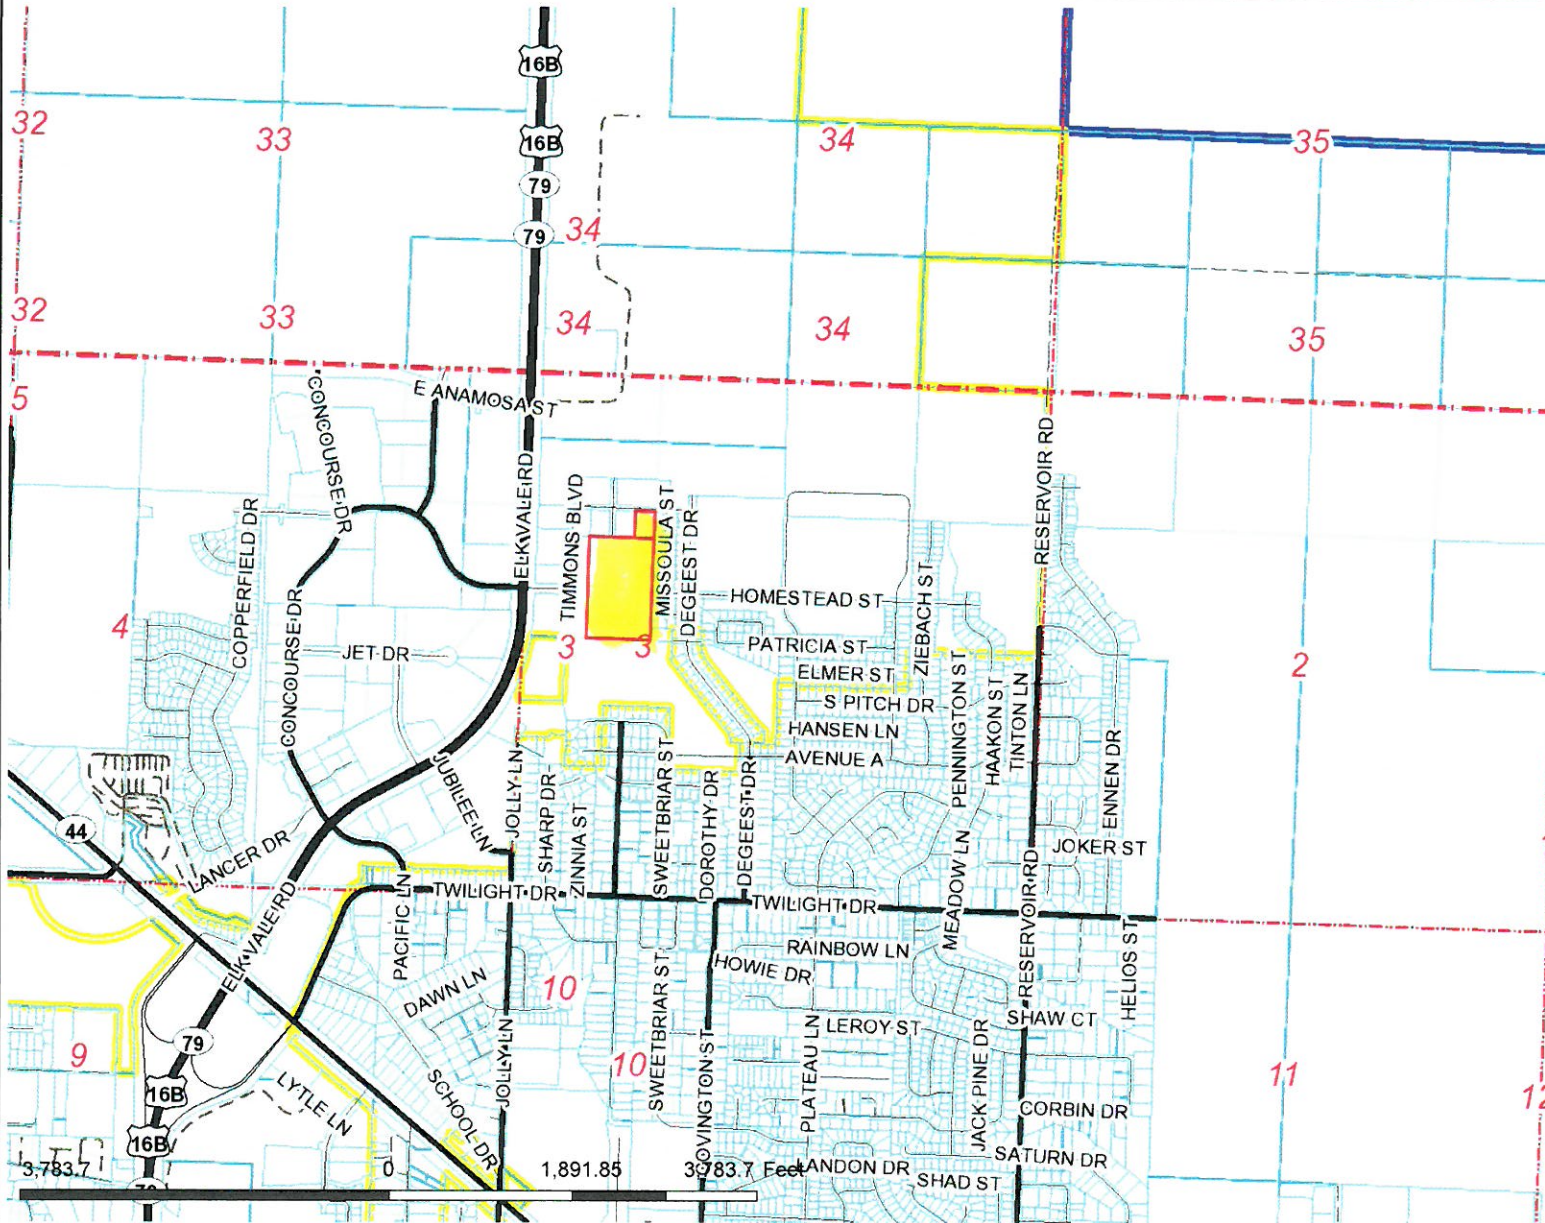 16B
16B
79
79
32
33
34
35
34
32
33
34
34
35
5
E ANAMOSA ST
CONCOURSE DR
ELK VALE RD
TIMMONS BLVD
MISSOULA ST
DEGEEST DR
RESERVOIR RD
COPPERFIELD DR
HOMESTEAD ST
ZIEBACH ST
4
CONCOURSE DR
JET DR
3
3
PATRICIA ST
ELMER ST
2
S PITCH DR
HANSEN LN
AVENUE A
PENNINGTON ST
HAAKON ST
TINTON LN
JUBILEE LN
JOLLY LN
SHARP DR
ZINNIA ST
SWEETBRIAR ST
DOROTHY DR
DEGEEST DR
ENNEN DR
44
LANCER DR
JOKER ST
MEADOW LN
RESERVOIR RD
ELK VALE RD
PACIFIC LN
TWILIGHT DR
TWILIGHT DR
RAINBOW LN
HOWIE DR
HELIOS ST
DAWN LN
10
SWEETBRIAR ST
LEROY ST
SHAW CT
79
9
16B
16B
LYTLE LN
SCHOOL DR
JOLLY LN
10
COVINGTON ST
PLATEAU LN
JACK PINE DR
11
CORBIN DR
SATURN DR
LANDON DR
SHAD ST
3,783.7 0 1,891.85 3,783.7 Feet